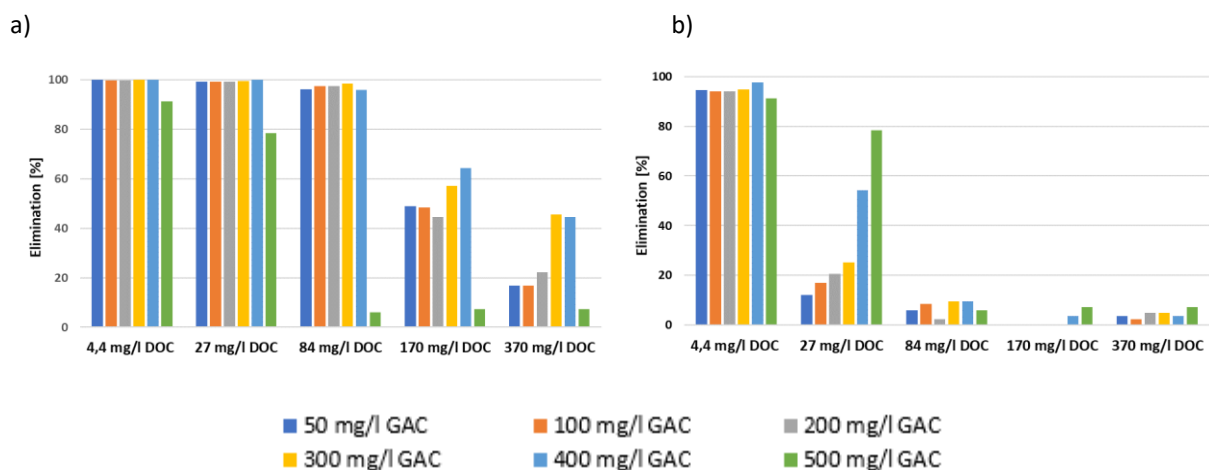 a)
b)
100
80
60
40
20
0
Elimination [%]
4,4 mg/l DOC 27 mg/l DOC 84 mg/l DOC 170 mg/l DOC 370 mg/l DOC
100
80
60
40
20
0
Elimination [%]
4,4 mg/l DOC 27 mg/l DOC 84 mg/l DOC 170 mg/l DOC 370 mg/l DOC
50 mg/l GAC 100 mg/l GAC 200 mg/l GAC
300 mg/l GAC 400 mg/l GAC 500 mg/l GAC